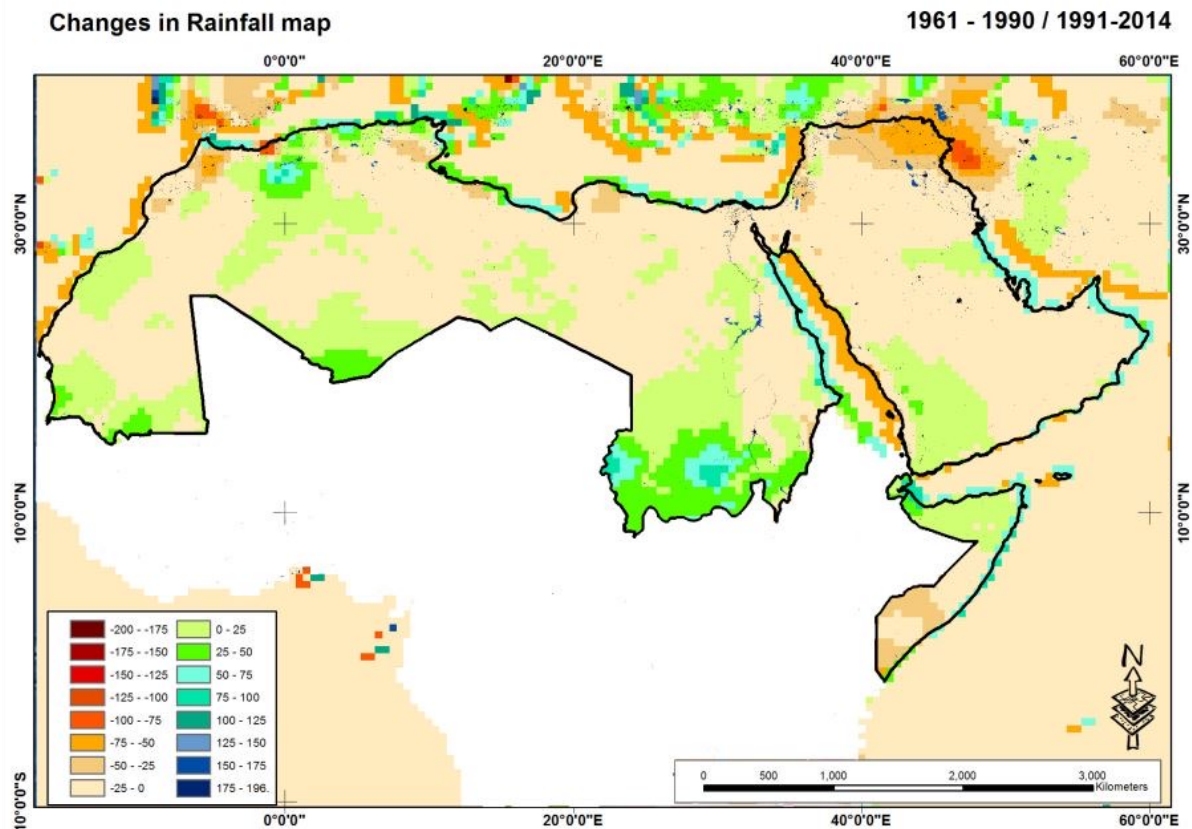 Changes in Rainfall map
1961 - 1990 / 1991-2014
0°0'0"
20°0'0"E
40°0'0"E
60°0'0"E
30°0'0"N
30°0'0"N
10°0'0"N
10°0'0"N
10°0'0"S
-200 - -175
-175 - -150
-150 - -125
-125 - -100
-100 - -75
-75 - -50
-50 - -25
-25 - 0
0 - 25
25 - 50
50 - 75
75 - 100
100 - 125
125 - 150
150 - 175
175 - 196.
N
0 500 1,000 2,000 3,000
Kilometers
0°0'0"
20°0'0"E
40°0'0"E
60°0'0"E